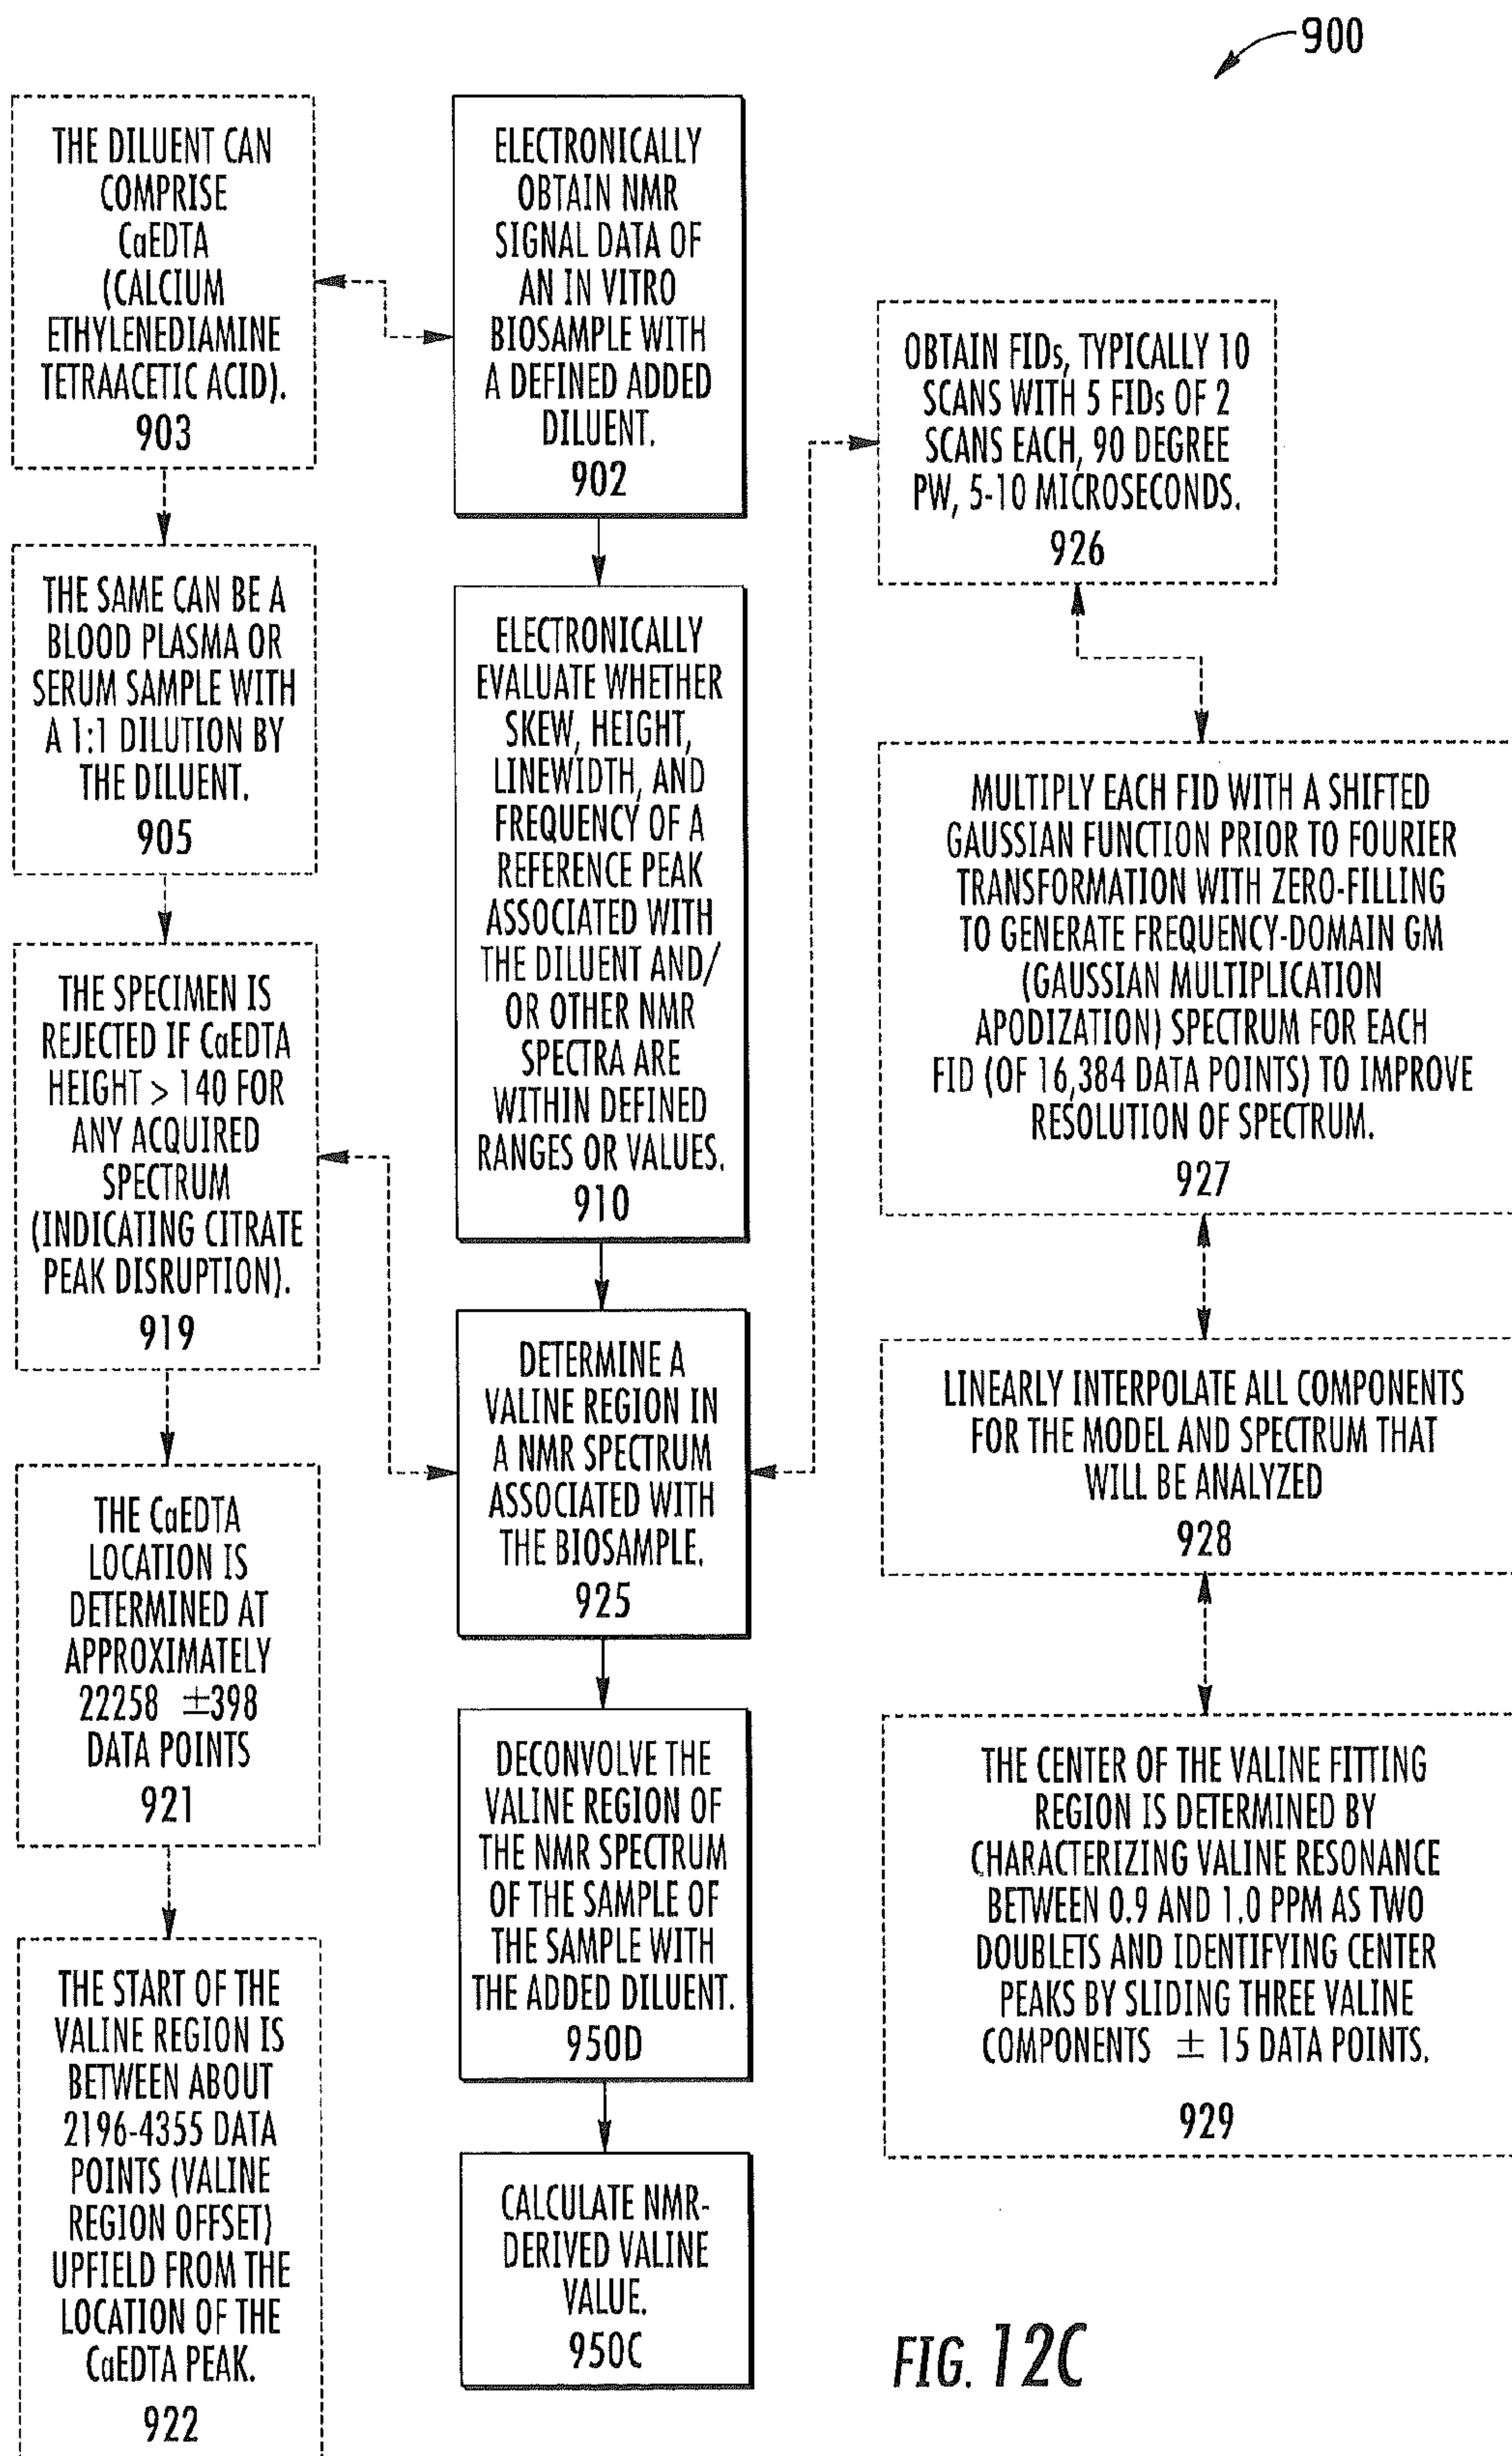 900
THE DILUENT CAN
COMPRISE
CaEDTA
(CALCIUM
ETHYLENEDIAMINE
TETRAACETIC ACID).
903
THE SAME CAN BE A
BLOOD PLASMA OR
SERUM SAMPLE WITH
A 1:1 DILUTION BY
THE DILUENT.
905
THE SPECIMEN IS
REJECTED IF CaEDTA
HEIGHT > 140 FOR
ANY ACQUIRED
SPECTRUM
(INDICATING CITRATE
PEAK DISRUPTION).
919
THE CaEDTA
LOCATION IS
DETERMINED AT
APPROXIMATELY
22258 ±398
DATA POINTS
921
THE START OF THE
VALINE REGION IS
BETWEEN ABOUT
2196-4355 DATA
POINTS (VALINE
REGION OFFSET)
UPFIELD FROM THE
LOCATION OF THE
CaEDTA PEAK.
922
ELECTRONICALLY
OBTAIN NMR
SIGNAL DATA OF
AN IN VITRO
BIOSAMPLE WITH
A DEFINED ADDED
DILUENT.
902
ELECTRONICALLY
EVALUATE WHETHER
SKEW, HEIGHT,
LINEWIDTH, AND
FREQUENCY OF A
REFERENCE PEAK
ASSOCIATED WITH
THE DILUENT AND/
OR OTHER NMR
SPECTRA ARE
WITHIN DEFINED
RANGES OR VALUES.
910
DETERMINE A
VALINE REGION IN
A NMR SPECTRUM
ASSOCIATED WITH
THE BIOSAMPLE.
925
DECONVOLVE THE
VALINE REGION OF
THE NMR SPECTRUM
OF THE SAMPLE OF
THE SAMPLE WITH
THE ADDED DILUENT.
950D
CALCULATE NMR-
DERIVED VALINE
VALUE.
950C
OBTAIN FIDs, TYPICALLY 10
SCANS WITH 5 FIDs OF 2
SCANS EACH, 90 DEGREE
PW, 5-10 MICROSECONDS.
926
MULTIPLY EACH FID WITH A SHIFTED
GAUSSIAN FUNCTION PRIOR TO FOURIER
TRANSFORMATION WITH ZERO-FILLING
TO GENERATE FREQUENCY-DOMAIN GM
(GAUSSIAN MULTIPLICATION
APODIZATION) SPECTRUM FOR EACH
FID (OF 16,384 DATA POINTS) TO IMPROVE
RESOLUTION OF SPECTRUM.
927
LINEARLY INTERPOLATE ALL COMPONENTS
FOR THE MODEL AND SPECTRUM THAT
WILL BE ANALYZED
928
THE CENTER OF THE VALINE FITTING
REGION IS DETERMINED BY
CHARACTERIZING VALINE RESONANCE
BETWEEN 0.9 AND 1.0 PPM AS TWO
DOUBLETS AND IDENTIFYING CENTER
PEAKS BY SLIDING THREE VALINE
COMPONENTS ± 15 DATA POINTS.
929
FIG. 12C